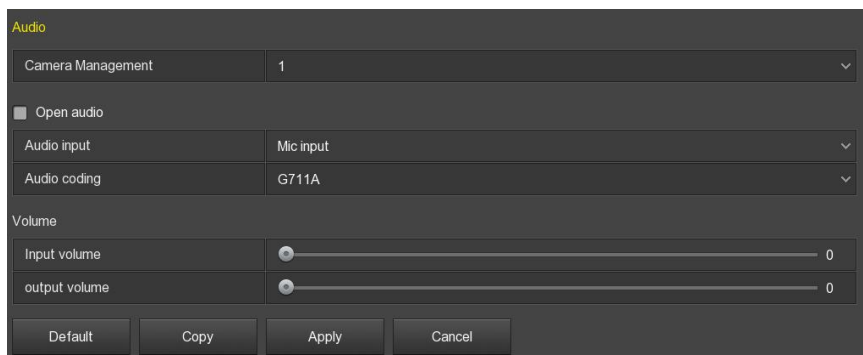 Audio
Camera Management 1
Open audio
Audio input Mic input
Audio coding G711A
Volume
Input volume 0
output volume 0
Default Copy Apply Cancel